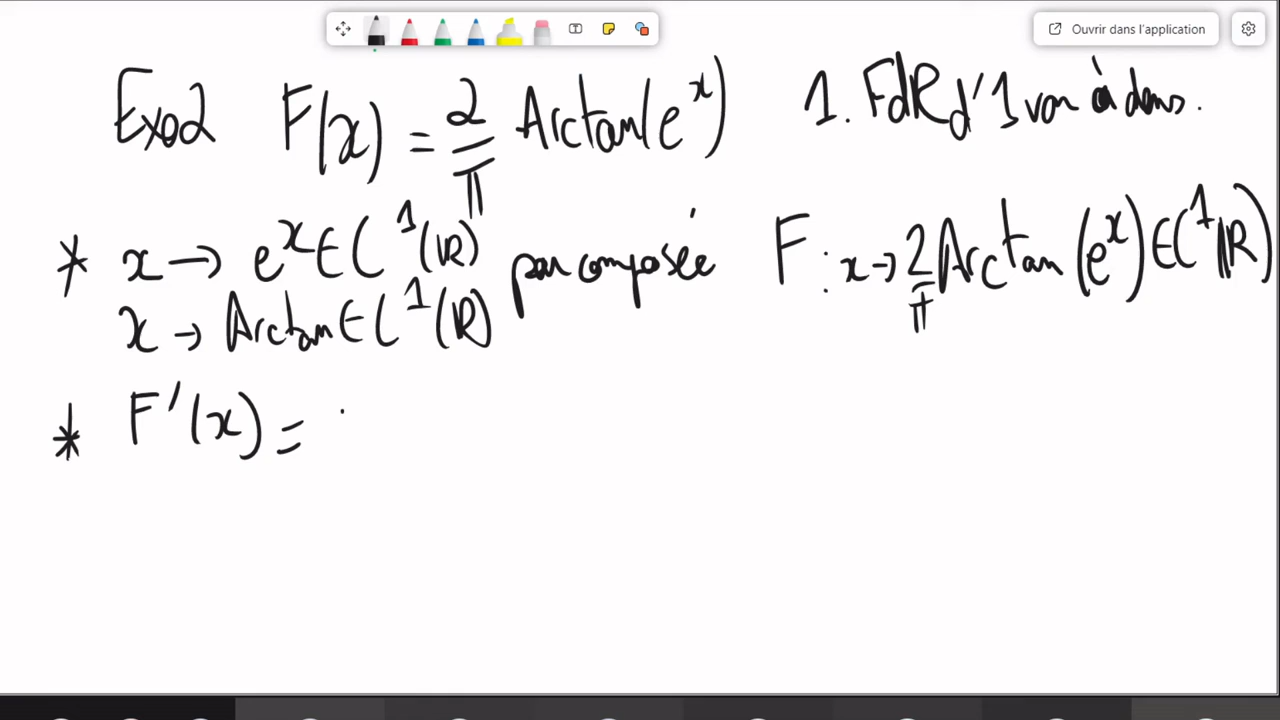 Ouvrir dans l'application
Exo2 F(x) = 2/π Arctan(e^x) 1. FdR d'1 var à dens.
* x → e^x ∈ C^1(ℝ) par composée F : x → 2/π Arctan(e^x) ∈ C^1(ℝ)
x → Arctan ∈ C^1(ℝ)
* F'(x) =